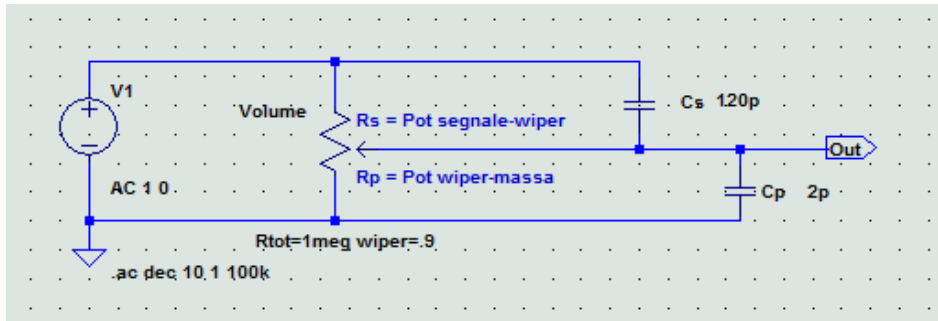 V1
Volume
Rs = Pot segnale-wiper
Cs 120p
Out
AC 1 0
Rp = Pot wiper-massa
Cp 2p
Rtot=1meg wiper=.9
.ac dec 10 1 100k